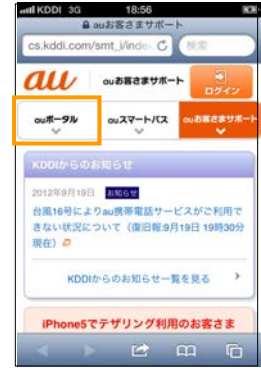 KDDI 3G 18:56
auお客さまサポート
cs.kddi.com/smt_i/inde 検索
au auお客さまサポート ログイン
auポータル auスマートパス auお客さまサポート
KDDIからのお知らせ
2012年9月19日 お知らせ
台風16号によりau携帯電話サービスがご利用で
きない状況について（復旧報:9月19日 19時30分
現在）
KDDIからのお知らせ一覧を見る
iPhone5でテザリング利用のお客さま